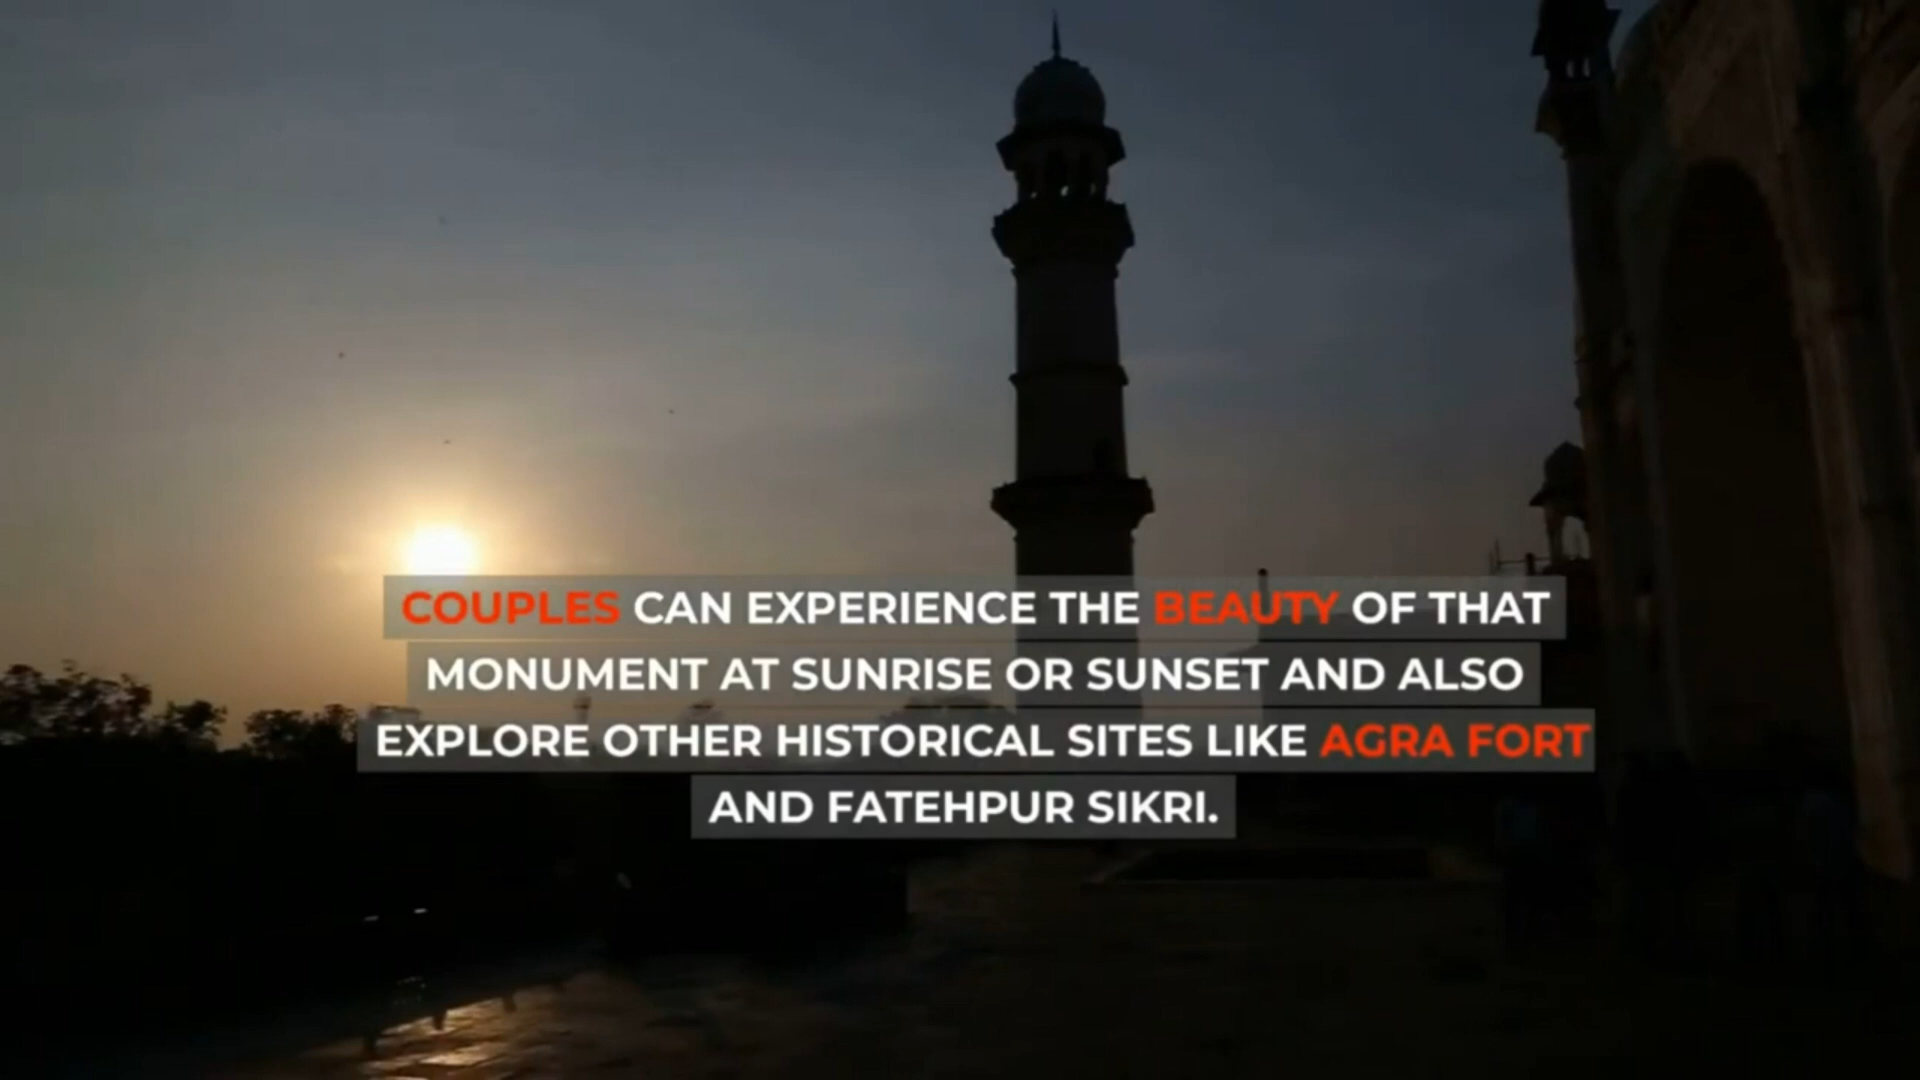 COUPLES CAN EXPERIENCE THE BEAUTY OF THAT
MONUMENT AT SUNRISE OR SUNSET AND ALSO
EXPLORE OTHER HISTORICAL SITES LIKE AGRA FORT
AND FATEHPUR SIKRI.